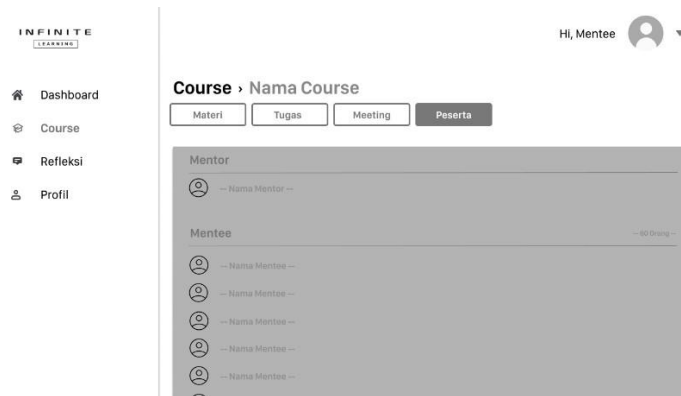 INFINITE
LEARNING
Hi, Mentee
Dashboard
Course
Refleksi
Profil
Course › Nama Course
Materi
Tugas
Meeting
Peserta
Mentor
-- Nama Mentor --
Mentee
-- 60 Orang --
-- Nama Mentee --
-- Nama Mentee --
-- Nama Mentee --
-- Nama Mentee --
-- Nama Mentee --